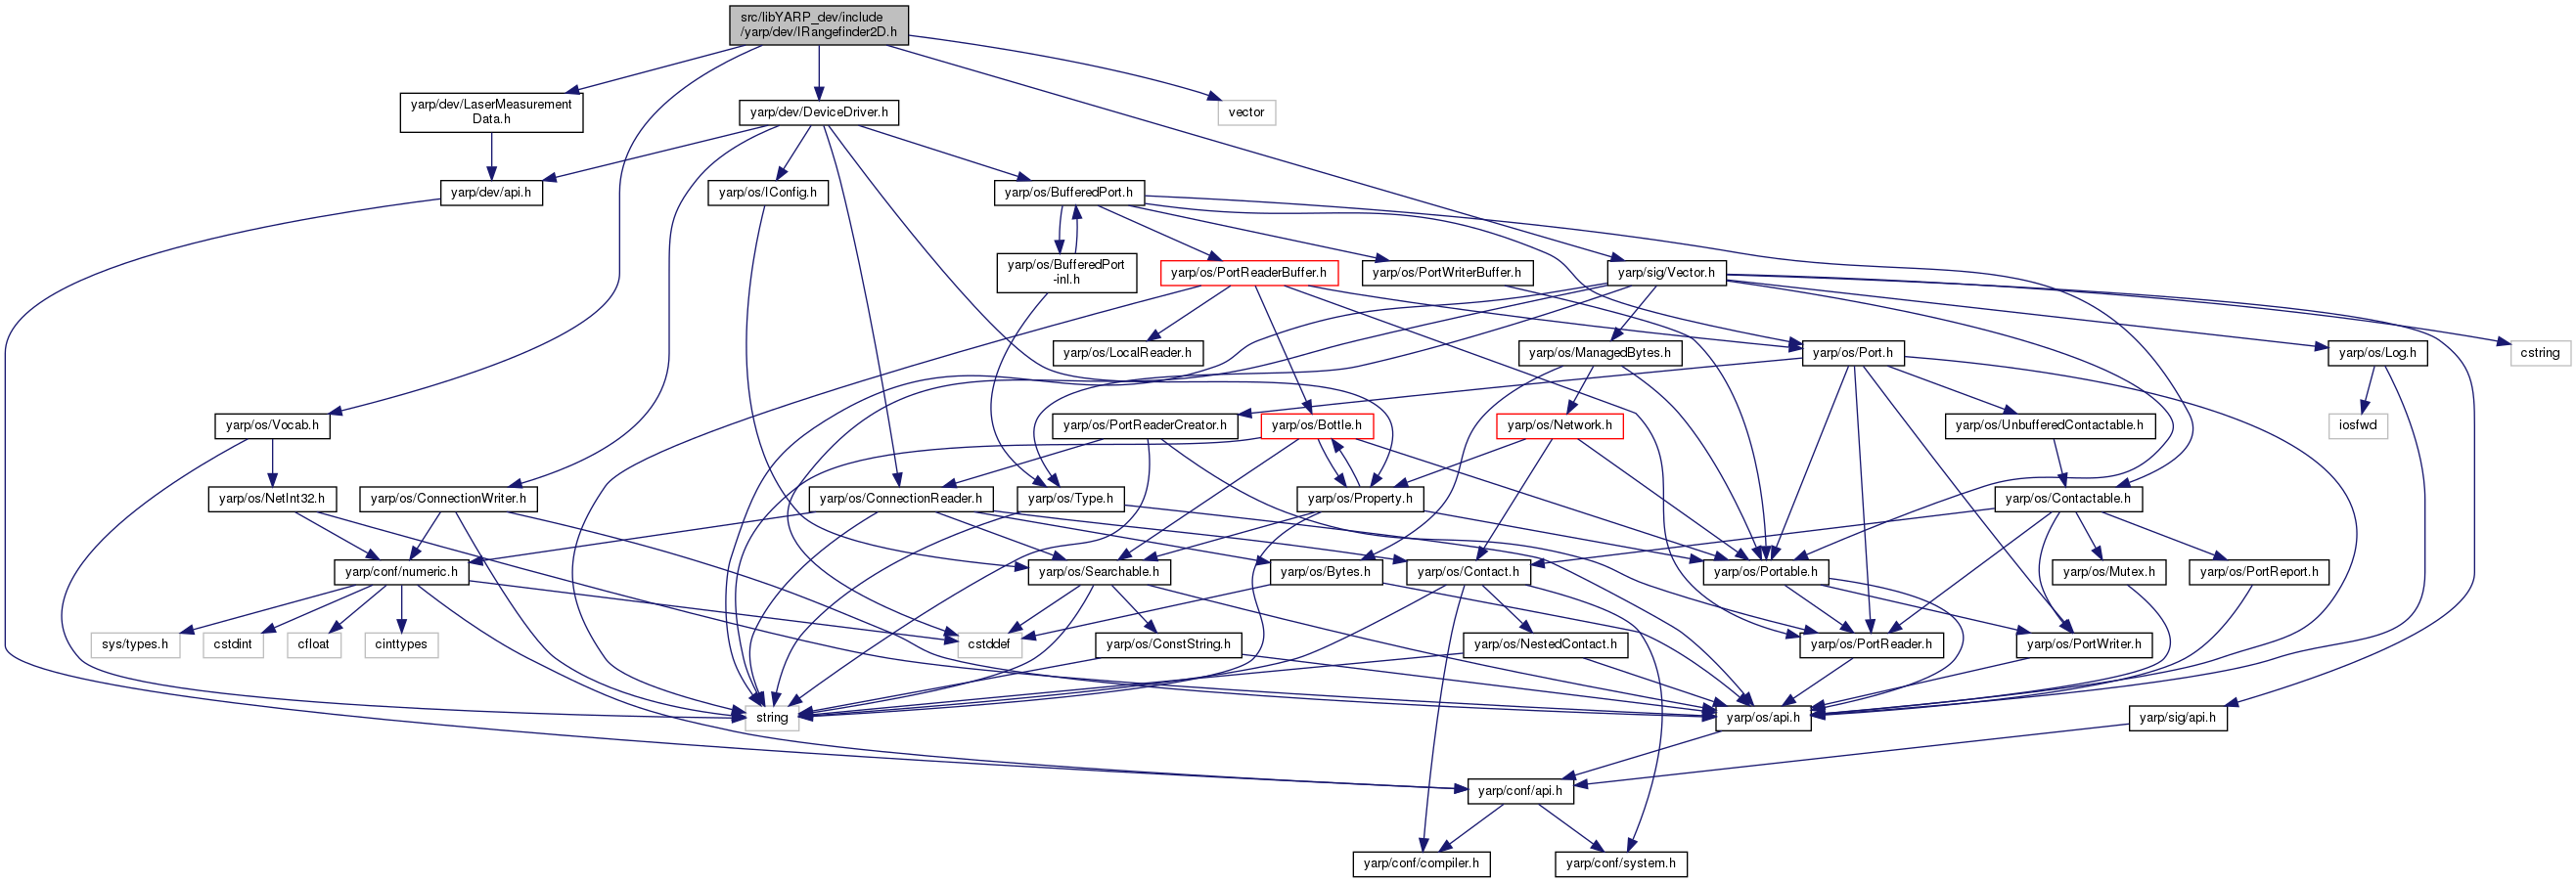 src/libYARP_dev/include
/yarp/dev/IRangefinder2D.h
yarp/dev/LaserMeasurement
Data.h
yarp/dev/DeviceDriver.h
vector
yarp/dev/api.h
yarp/os/IConfig.h
yarp/os/BufferedPort.h
yarp/os/BufferedPort
-inl.h
yarp/os/PortReaderBuffer.h
yarp/os/PortWriterBuffer.h
yarp/sig/Vector.h
yarp/os/LocalReader.h
yarp/os/ManagedBytes.h
yarp/os/Port.h
yarp/os/Log.h
cstring
yarp/os/Vocab.h
yarp/os/PortReaderCreator.h
yarp/os/Bottle.h
yarp/os/Network.h
yarp/os/UnbufferedContactable.h
iosfwd
yarp/os/NetInt32.h
yarp/os/ConnectionWriter.h
yarp/os/ConnectionReader.h
yarp/os/Type.h
yarp/os/Property.h
yarp/os/Contactable.h
yarp/conf/numeric.h
yarp/os/Searchable.h
yarp/os/Bytes.h
yarp/os/Contact.h
yarp/os/Portable.h
yarp/os/Mutex.h
yarp/os/PortReport.h
sys/types.h
cstdint
cfloat
cinttypes
cstddef
yarp/os/ConstString.h
yarp/os/NestedContact.h
yarp/os/PortReader.h
yarp/os/PortWriter.h
string
yarp/os/api.h
yarp/sig/api.h
yarp/conf/api.h
yarp/conf/compiler.h
yarp/conf/system.h